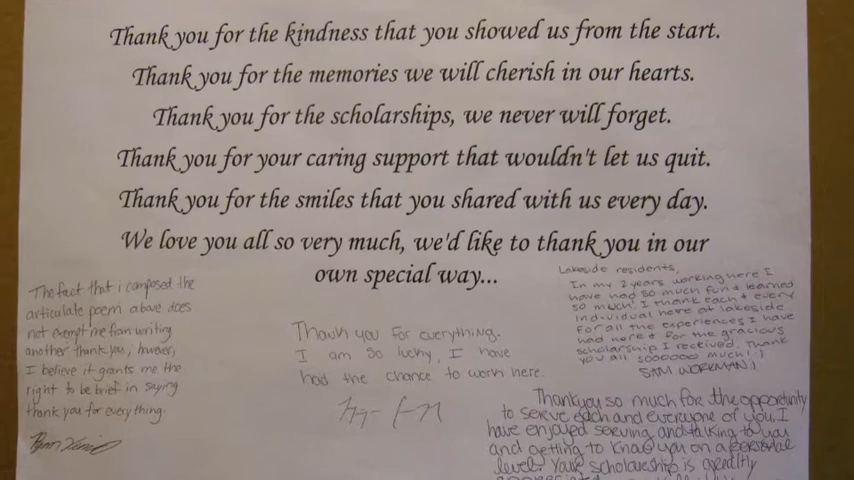 Thank you for the kindness that you showed us from the start.
Thank you for the memories we will cherish in our hearts.
Thank you for the scholarships, we never will forget.
Thank you for your caring support that wouldn't let us quit.
Thank you for the smiles that you shared with us every day.
We love you all so very much, we'd like to thank you in our
own special way...
The fact that i composed the
articulate poem above does
not exempt me from writing
another thank you, however,
I believe it grants me the
right to be brief in saying
thank you for everything.
Thank you for everything.
I am so lucky, I have
had the chance to work here.
Lakeside residents,
In my 2 years working here I
have had so much fun & learned
so much! I thank each & every
individual here at lakeside
For all the experiences I have
had here & for the gracious
scholarship I received. Thank
you all soooooo much! :)
SAM WORKMAN :)
Thank you so much for the opportunity
to serve each and everyone of you, I
have enjoyed serving and talking to you
and getting to know you on a personal
level. Your scholarship is greatly
appreciated